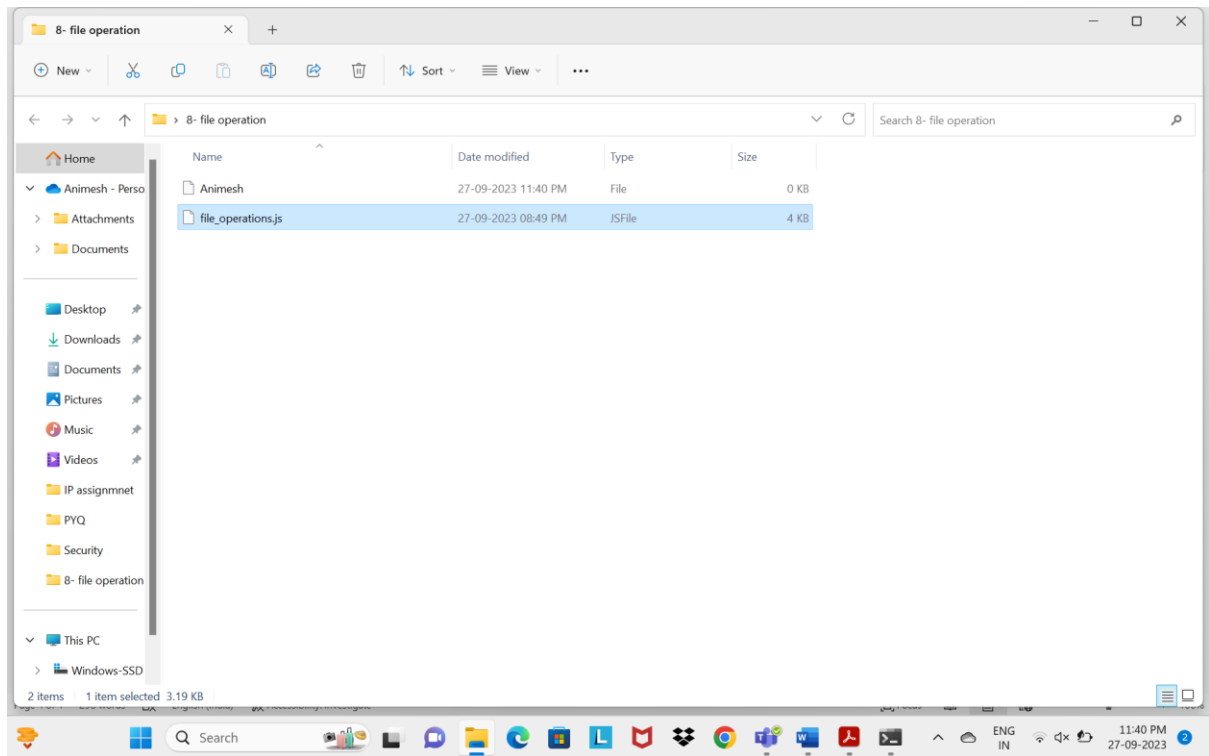 8- file operation
New
Sort
View
8- file operation
Search 8- file operation
Home
Animesh - Perso
Attachments
Documents
Desktop
Downloads
Documents
Pictures
Music
Videos
IP assignmnet
PYQ
Security
8- file operation
This PC
Windows-SSD
Name Date modified Type Size
Animesh 27-09-2023 11:40 PM File 0 KB
file_operations.js 27-09-2023 08:49 PM JSFile 4 KB
2 items 1 item selected 3.19 KB
Search
ENG
IN
11:40 PM
27-09-2023
2